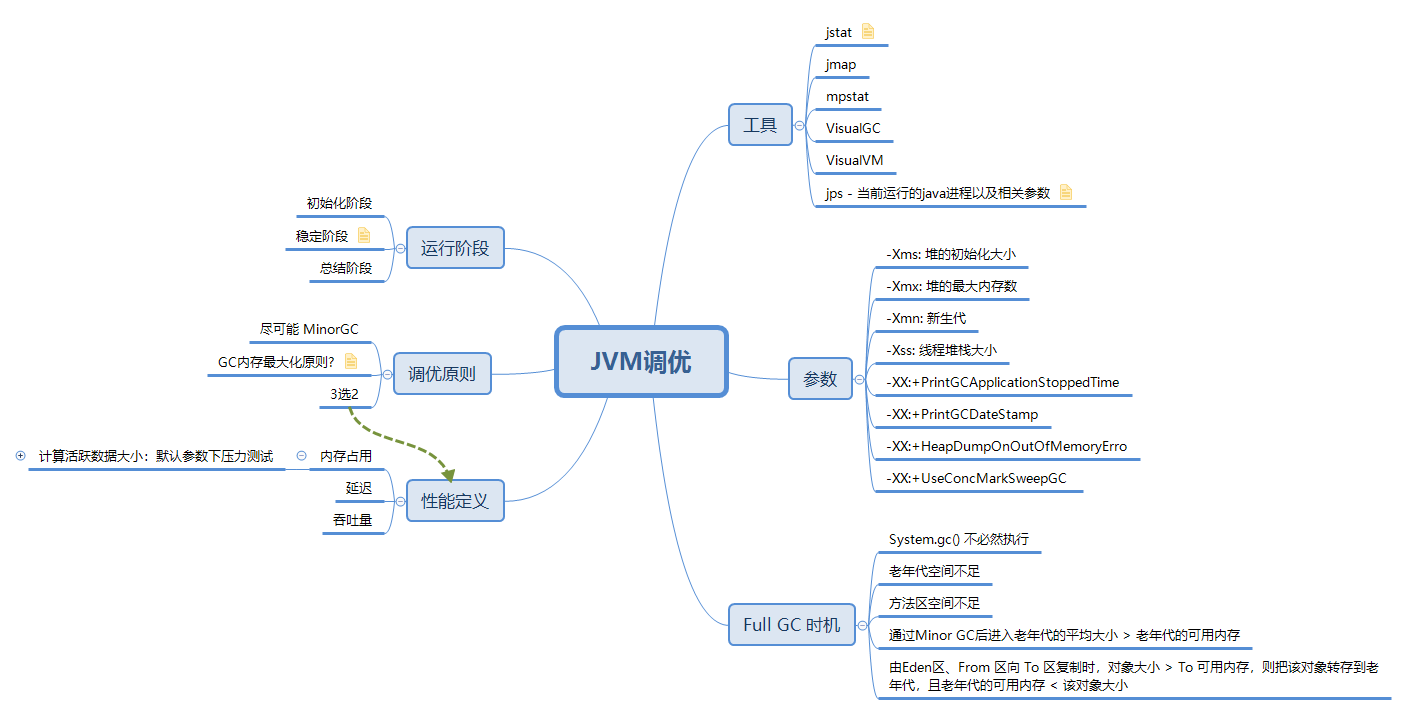 JVM调优
工具
jstat
jmap
mpstat
VisualGC
VisualVM
jps - 当前运行的java进程以及相关参数
参数
-Xms: 堆的初始化大小
-Xmx: 堆的最大内存数
-Xmn: 新生代
-Xss: 线程堆栈大小
-XX:+PrintGCApplicationStoppedTime
-XX:+PrintGCDateStamp
-XX:+HeapDumpOnOutOfMemoryErro
-XX:+UseConcMarkSweepGC
Full GC 时机
System.gc() 不必然执行
老年代空间不足
方法区空间不足
通过Minor GC后进入老年代的平均大小 > 老年代的可用内存
由Eden区、From 区向 To 区复制时，对象大小 > To 可用内存，则把该对象转存到老
年代，且老年代的可用内存 < 该对象大小
运行阶段
初始化阶段
稳定阶段
总结阶段
调优原则
尽可能 MinorGC
GC内存最大化原则?
3选2
性能定义
内存占用
计算活跃数据大小：默认参数下压力测试
延迟
吞吐量